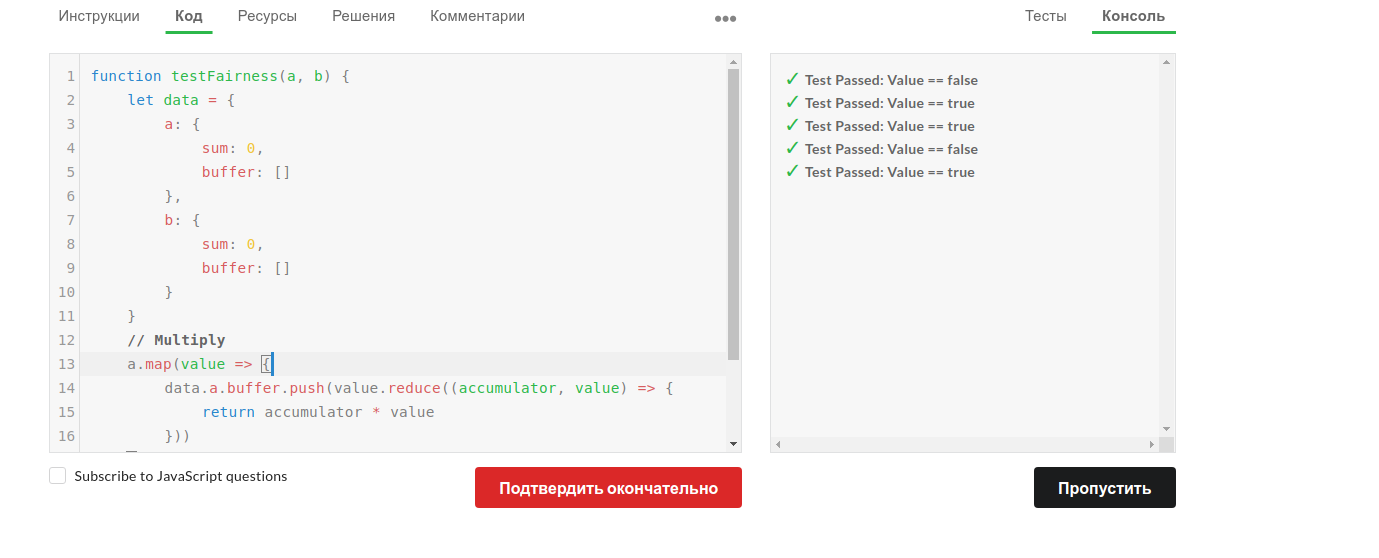 Инструкции Код Ресурсы Решения Комментарии ••• Тесты Консоль
1 function testFairness(a, b) {
2 let data = {
3 a: {
4 sum: 0,
5 buffer: []
6 },
7 b: {
8 sum: 0,
9 buffer: []
10 }
11 }
12 // Multiply
13 a.map(value => {
14 data.a.buffer.push(value.reduce((accumulator, value) => {
15 return accumulator * value
16 }))
✓ Test Passed: Value == false
✓ Test Passed: Value == true
✓ Test Passed: Value == true
✓ Test Passed: Value == false
✓ Test Passed: Value == true
Subscribe to JavaScript questions
Подтвердить окончательно
Пропустить